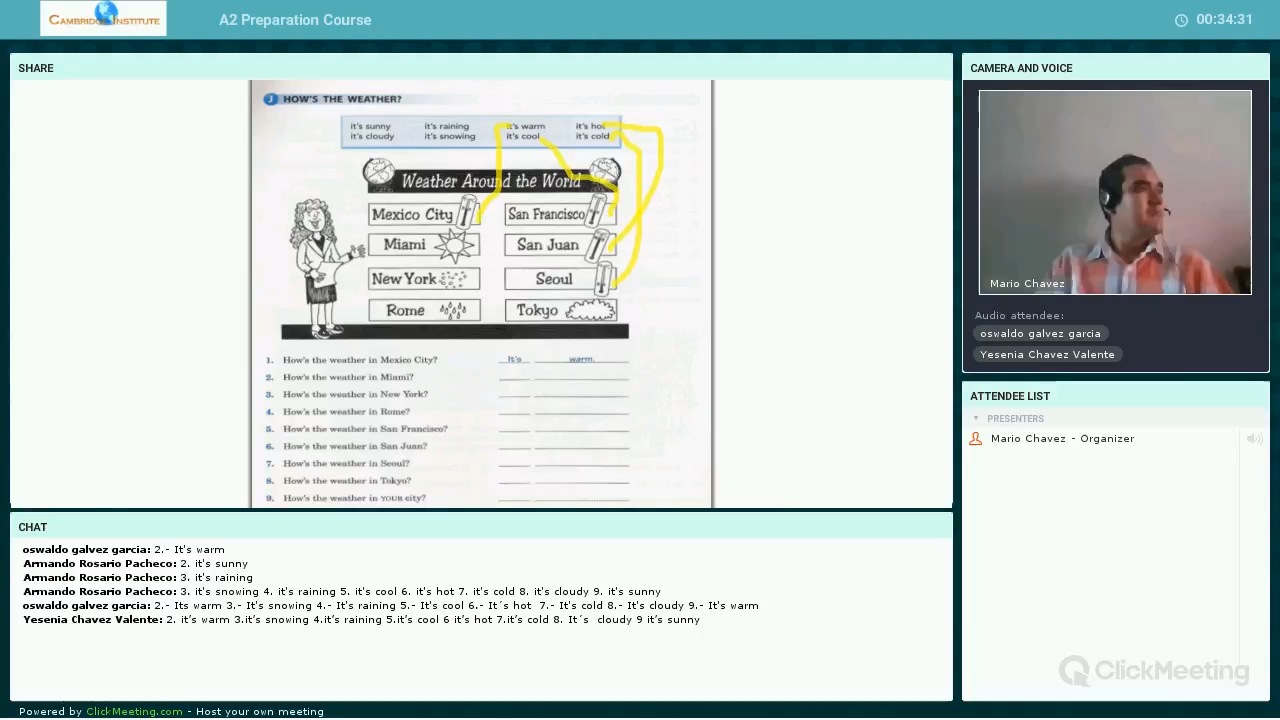 CAMBRIDGE INSTITUTE
A2 Preparation Course
00:34:31
SHARE
J HOW'S THE WEATHER?
it's sunny it's raining it's warm it's hot
it's cloudy it's snowing it's cool it's cold
Weather Around the World
Mexico City San Francisco
Miami San Juan
New York Seoul
Rome Tokyo
1. How's the weather in Mexico City? It's warm.
2. How's the weather in Miami?
3. How's the weather in New York?
4. How's the weather in Rome?
5. How's the weather in San Francisco?
6. How's the weather in San Juan?
7. How's the weather in Seoul?
8. How's the weather in Tokyo?
9. How's the weather in YOUR city?
CAMERA AND VOICE
Mario Chavez
Audio attendee:
oswaldo galvez garcia
Yesenia Chavez Valente
ATTENDEE LIST
PRESENTERS
Mario Chavez - Organizer
CHAT
oswaldo galvez garcia: 2.- It's warm
Armando Rosario Pacheco: 2. it's sunny
Armando Rosario Pacheco: 3. it's raining
Armando Rosario Pacheco: 3. it's snowing 4. it's raining 5. it's cool 6. it's hot 7. it's cold 8. it's cloudy 9. it's sunny
oswaldo galvez garcia: 2.- Its warm 3.- It's snowing 4.- It's raining 5.- It's cool 6.- It´s hot 7.- It's cold 8.- It's cloudy 9.- It's warm
Yesenia Chavez Valente: 2. it’s warm 3.it’s snowing 4.it’s raining 5.it’s cool 6 it’s hot 7.it’s cold 8. It´s cloudy 9 it’s sunny
ClickMeeting
Powered by ClickMeeting.com - Host your own meeting